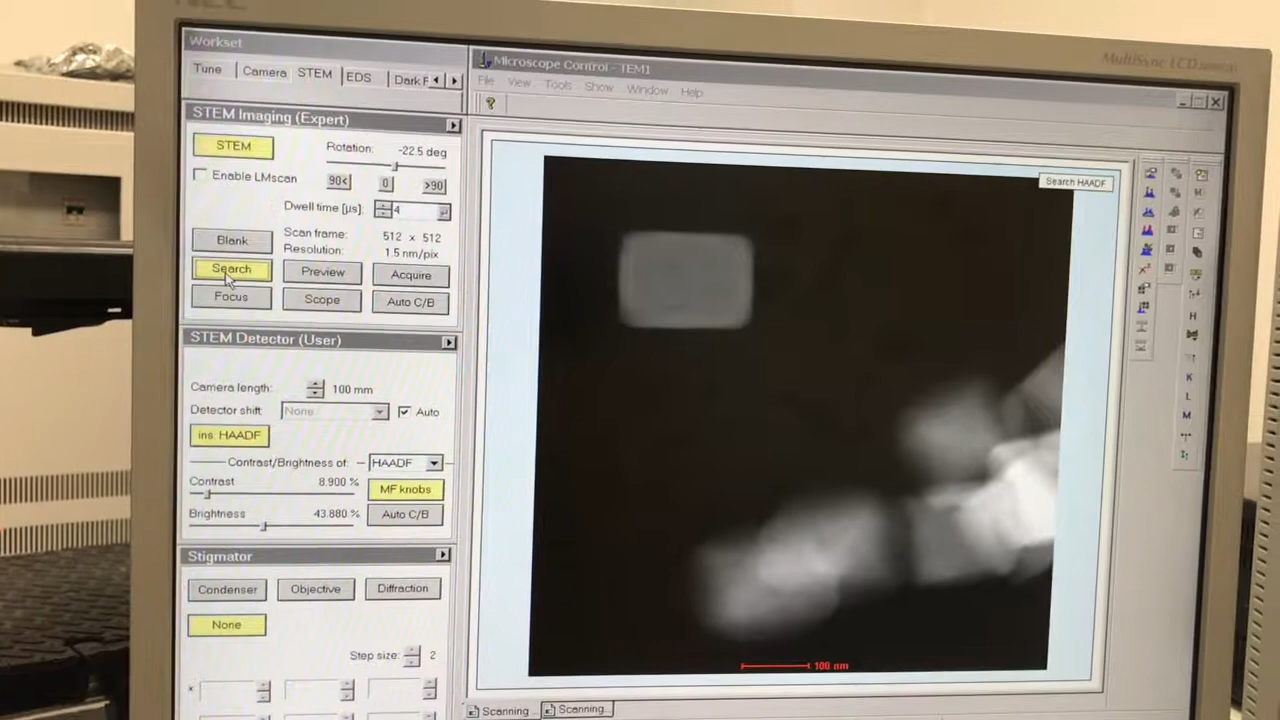 NEC
MultiSync LCD
Workset
Tune Camera STEM EDS Dark F
STEM Imaging (Expert)
STEM
Rotation: -22.5 deg
Enable LMscan
90< 0 >90
Dwell time [µs]: 4
Blank
Scan frame: 512 x 512
Resolution: 1.5 nm/pix
Search Preview Acquire
Focus Scope Auto C/B
STEM Detector (User)
Camera length: 100 mm
Detector shift: None Auto
ins. HAADF
Contrast/Brightness of: HAADF
Contrast 8.900 % MF knobs
Brightness 43.880 % Auto C/B
Stigmator
Condenser Objective Diffraction
None
Step size: 2
x
Microscope Control - TEM1
File View Tools Show Window Help
?
Search HAADF
100 nm
H
K
L
M
Scanning Scanning...